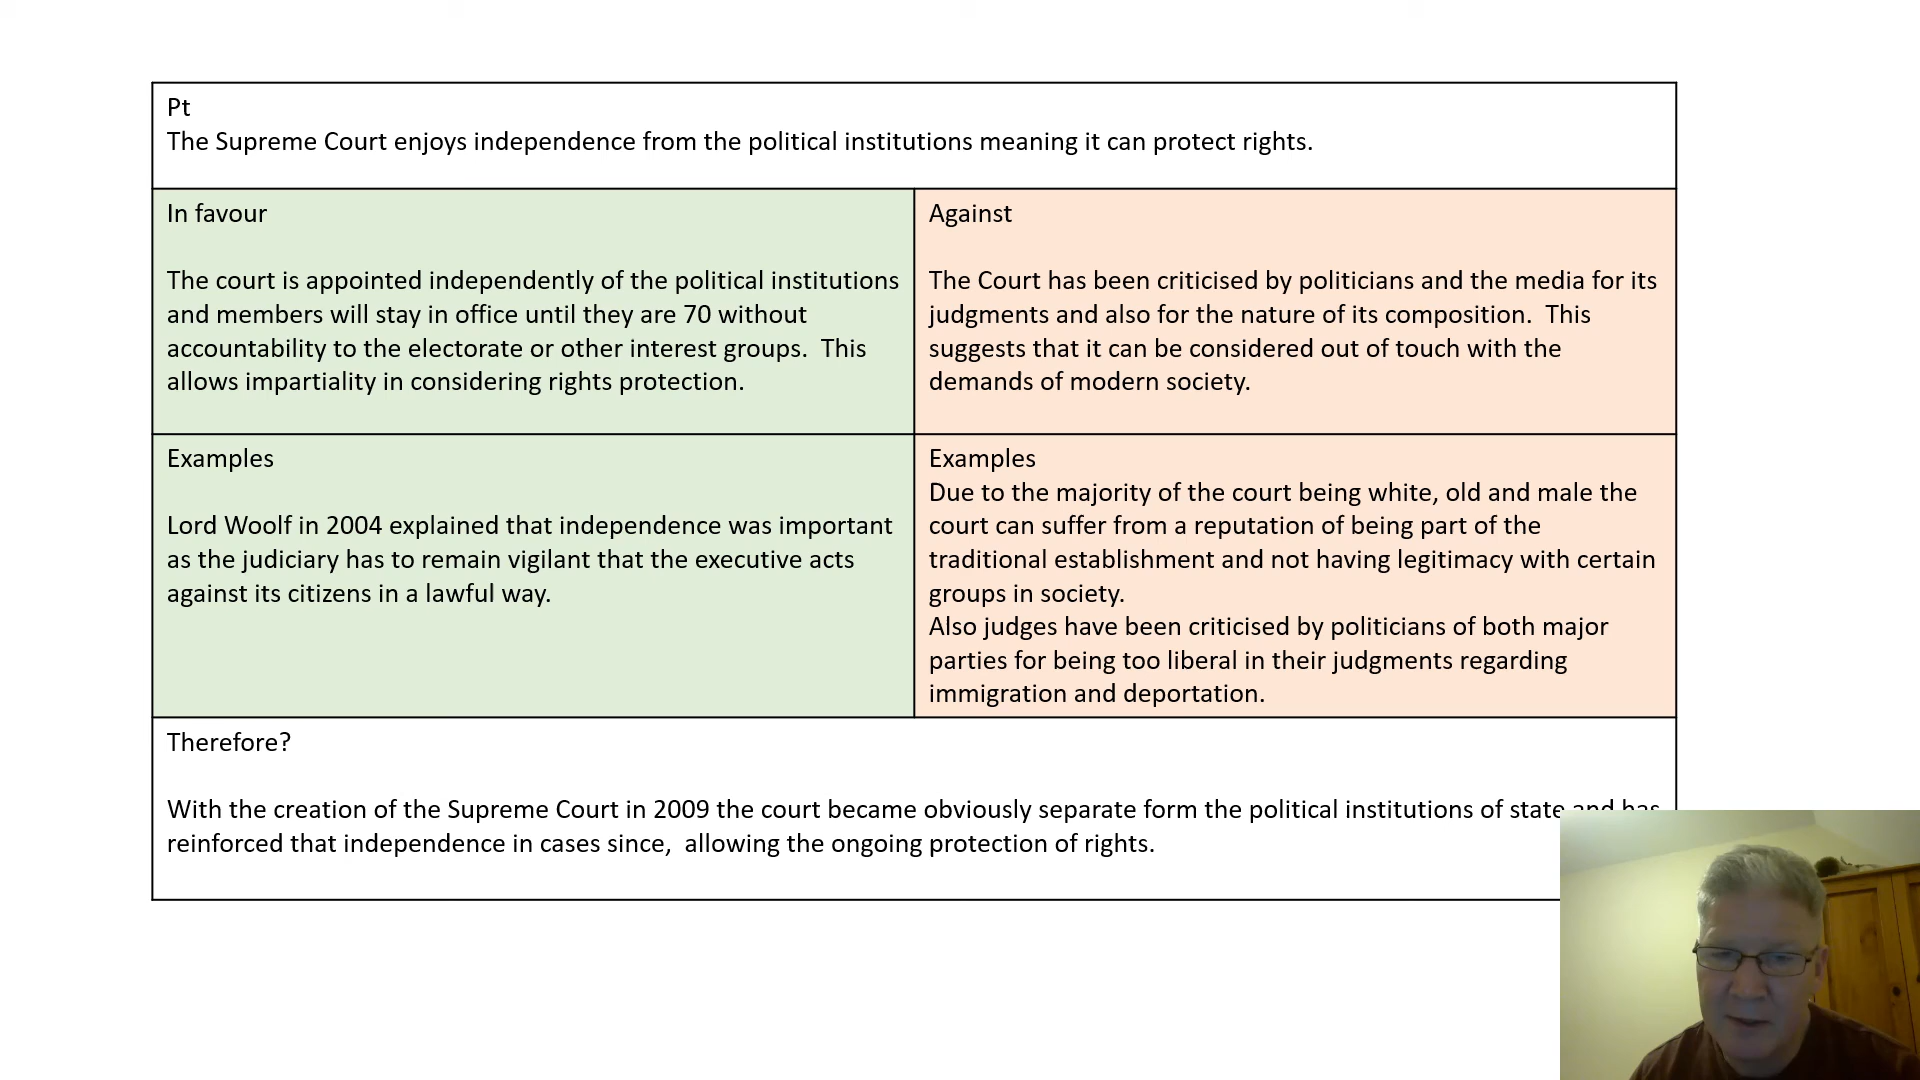 Pt
The Supreme Court enjoys independence from the political institutions meaning it can protect rights.
In favour
The court is appointed independently of the political institutions
and members will stay in office until they are 70 without
accountability to the electorate or other interest groups.  This
allows impartiality in considering rights protection.
Against
The Court has been criticised by politicians and the media for its
judgments and also for the nature of its composition.  This
suggests that it can be considered out of touch with the
demands of modern society.
Examples
Lord Woolf in 2004 explained that independence was important
as the judiciary has to remain vigilant that the executive acts
against its citizens in a lawful way.
Examples
Due to the majority of the court being white, old and male the
court can suffer from a reputation of being part of the
traditional establishment and not having legitimacy with certain
groups in society.
Also judges have been criticised by politicians of both major
parties for being too liberal in their judgments regarding
immigration and deportation.
Therefore?
With the creation of the Supreme Court in 2009 the court became obviously separate form the political institutions of state and has
reinforced that independence in cases since,  allowing the ongoing protection of rights.